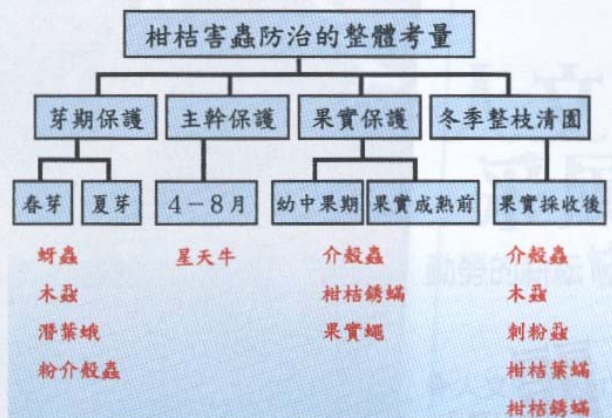 柑桔害蟲防治的整體考量
芽期保護 主幹保護 果實保護 冬季整枝清園
春芽 夏芽 4-8月 幼中果期 果實成熟前 果實採收後
蚜蟲 星天牛 介殼蟲 介殼蟲
木蝨 柑桔銹蟎 木蝨
潛葉蛾 果實蠅 刺粉蝨
粉介殼蟲 柑桔葉蟎
柑桔銹蟎